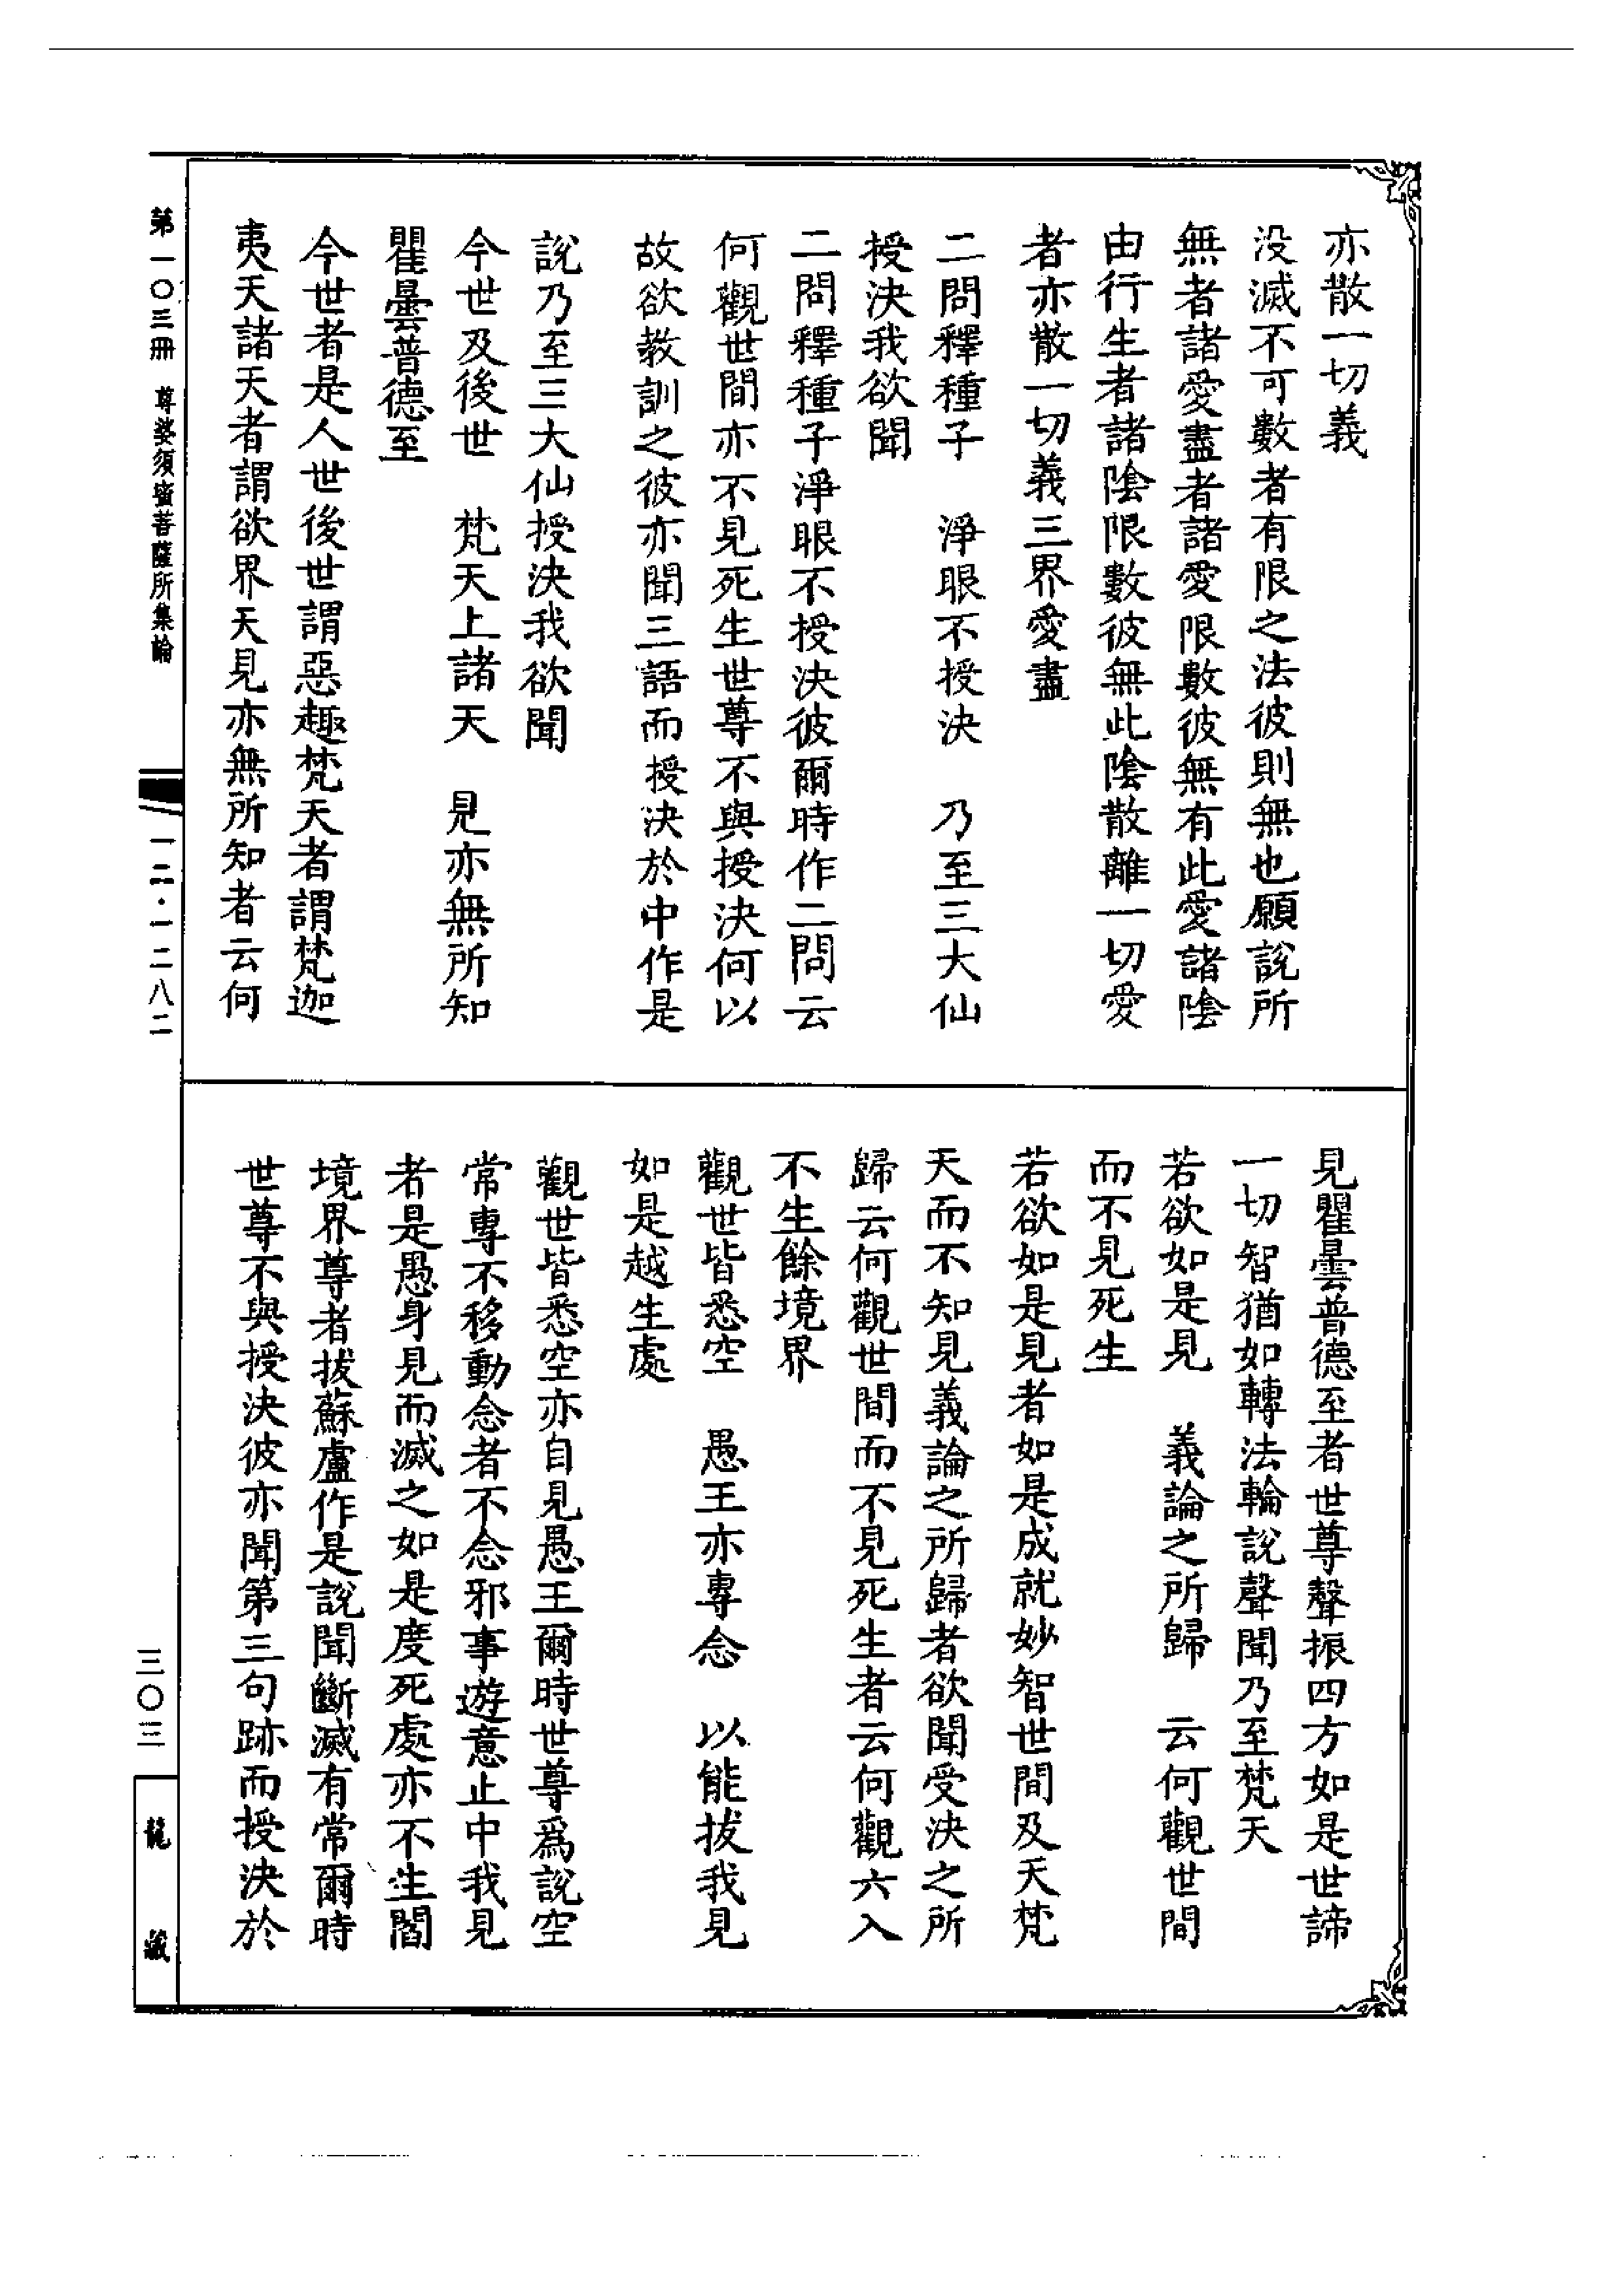 亦散一切義
没滅不可數者有限之法彼則無也願說所
無者諸愛盡者諸愛限數彼無有此愛諸陰
由行生者諸陰限數彼無此陰散離一切愛
者亦散一切義三界愛盡
二問釋種子　淨眼不授決　乃至三大仙
授決我欲聞
二問釋種子淨眼不授決彼爾時作二問云
何觀世間亦不見死生世尊不與授決何以
故欲教訓之彼亦聞三語而授決於中作是
說乃至三大仙授決我欲聞
今世及後世　梵天上諸天　見亦無所知
瞿曇普德至
今世者是人世後世謂惡趣梵天者謂梵迦
夷天諸天者謂欲界天見亦無所知者云何
見瞿曇普德至者世尊聲振四方如是世諦
一切智猶如轉法輪說聲聞乃至梵天
若欲如是見　義論之所歸　云何觀世間
而不見死生
若欲如是見者如是成就妙智世間及天梵
天而不知見義論之所歸者欲聞受決之所
歸云何觀世間而不見死生者云何觀六入
不生餘境界
觀世皆悉空　愚王亦專念　以能拔我見
如是越生處
觀世皆悉空亦自見愚王爾時世尊爲說空
常專不移動念者不念邪事遊意止中我見
者是愚身見而滅之如是度死處亦不生閻
境界尊者拔蘇盧作是說聞斷滅有常爾時
世尊不與授決彼亦聞第三句跡而授決於
第一〇三冊　尊婆須蜜菩薩所集論
一二·一二八二
三〇三
龍藏